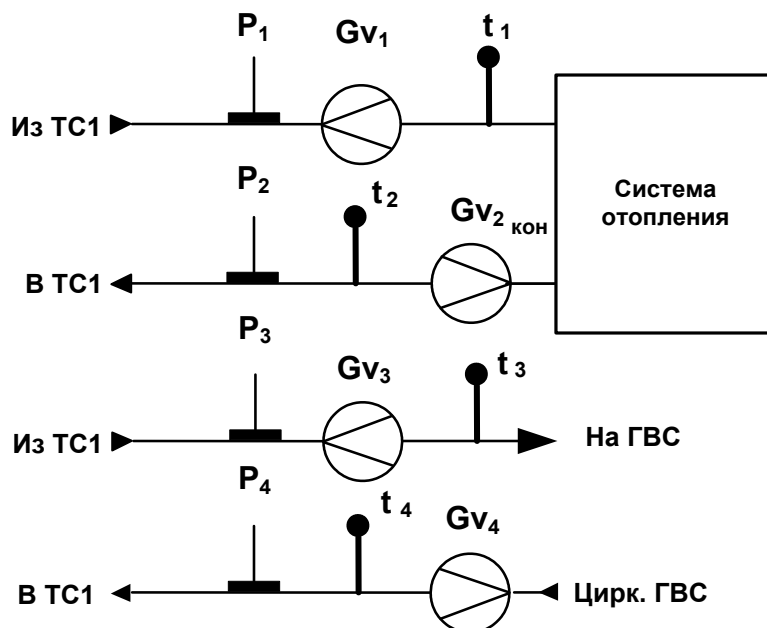 P1 Gv1 t1
Из ТС1
Система
отопления
P2 t2 Gv2 кон
В ТС1
P3 Gv3 t3
Из ТС1 На ГВС
P4 t4 Gv4
В ТС1 Цирк. ГВС